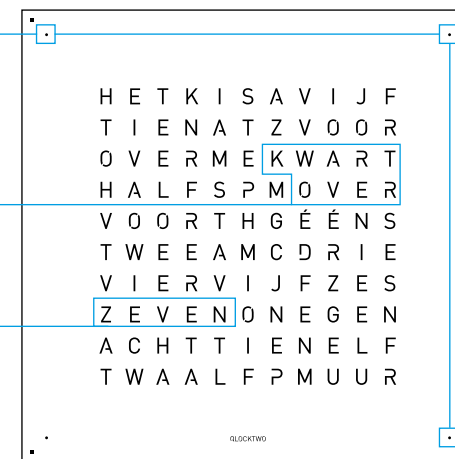 HETKISAVIJF
TIENATZVOOR
OVERMEKWART
HALFSPMOVER
VOORTHGÉÉNS
TWEEAMCDRIE
VIERVIJFZES
ZEVENONEGEN
ACHTTIENELF
TWAALFPMUUR
QLOCKTWO